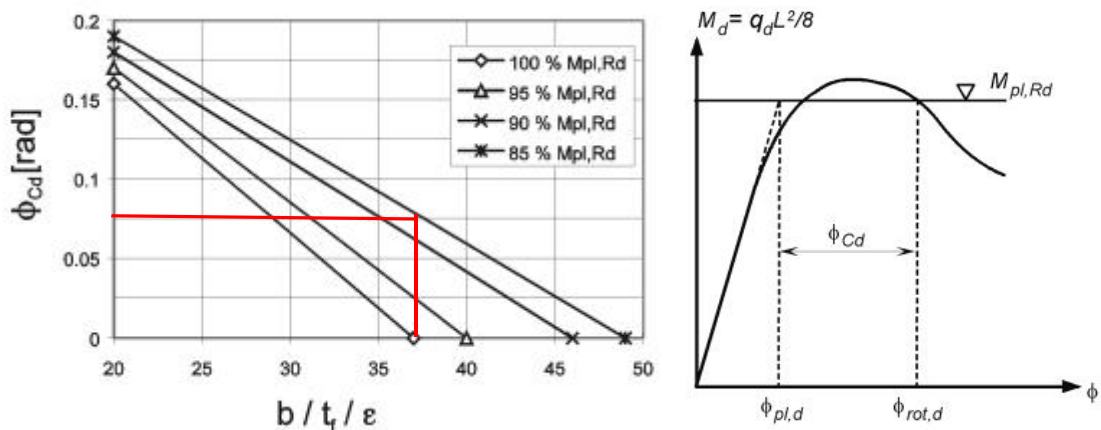 0.2
0.15
0.1
0.05
0
ϕCd [rad]
100 % Mpl,Rd
95 % Mpl,Rd
90 % Mpl,Rd
85 % Mpl,Rd
20 25 30 35 40 45 50
b / tf / ε
Md = qdL²/8
Mpl,Rd
ϕCd
ϕpl,d ϕrot,d ϕ